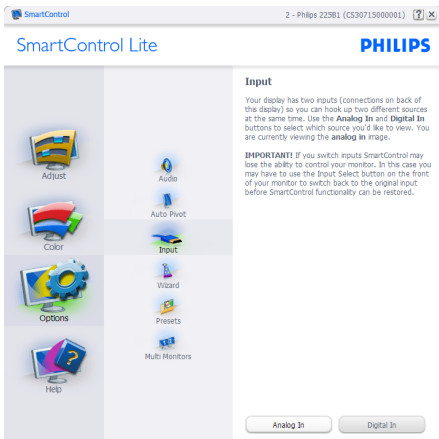 SmartControl
2 - Philips 225B1 (CS30715000001)
SmartControl Lite
PHILIPS
Adjust
Color
Options
Help
Audio
Auto Pivot
Input
Wizard
Presets
Multi Monitors
Input
Your display has two inputs (connections on back of
this display) so you can hook up two different sources
at the same time. Use the Analog In and Digital In
buttons to select which source you'd like to view. You
are currently viewing the analog in image.
IMPORTANT! If you switch inputs SmartControl may
lose the ability to control your monitor. In this case you
may have to use the Input Select button on the front
of your monitor to switch back to the original input
before SmartControl functionality can be restored.
Analog In
Digital In